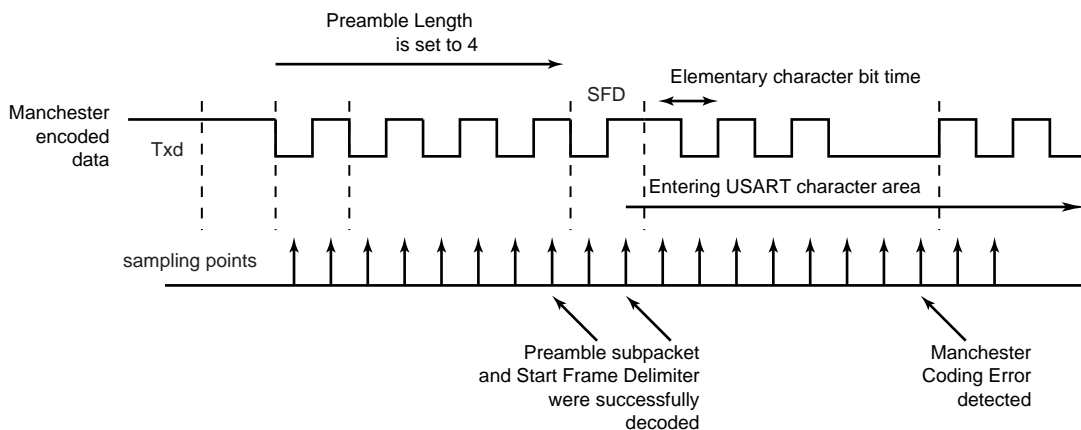 Preamble Length
is set to 4
Elementary character bit time
SFD
Manchester
encoded
data
Txd
Entering USART character area
sampling points
Preamble subpacket
and Start Frame Delimiter
were successfully
decoded
Manchester
Coding Error
detected